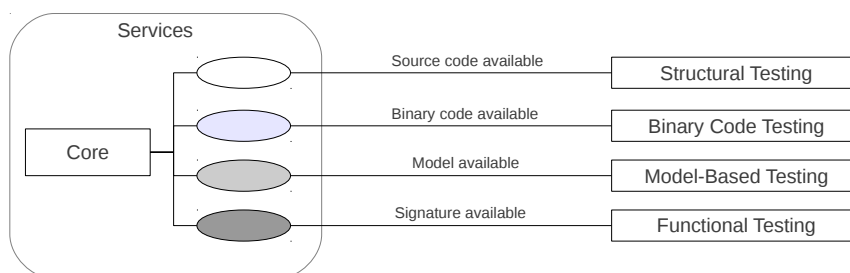 Services
Source code available
Structural Testing
Binary code available
Binary Code Testing
Core
Model available
Model-Based Testing
Signature available
Functional Testing